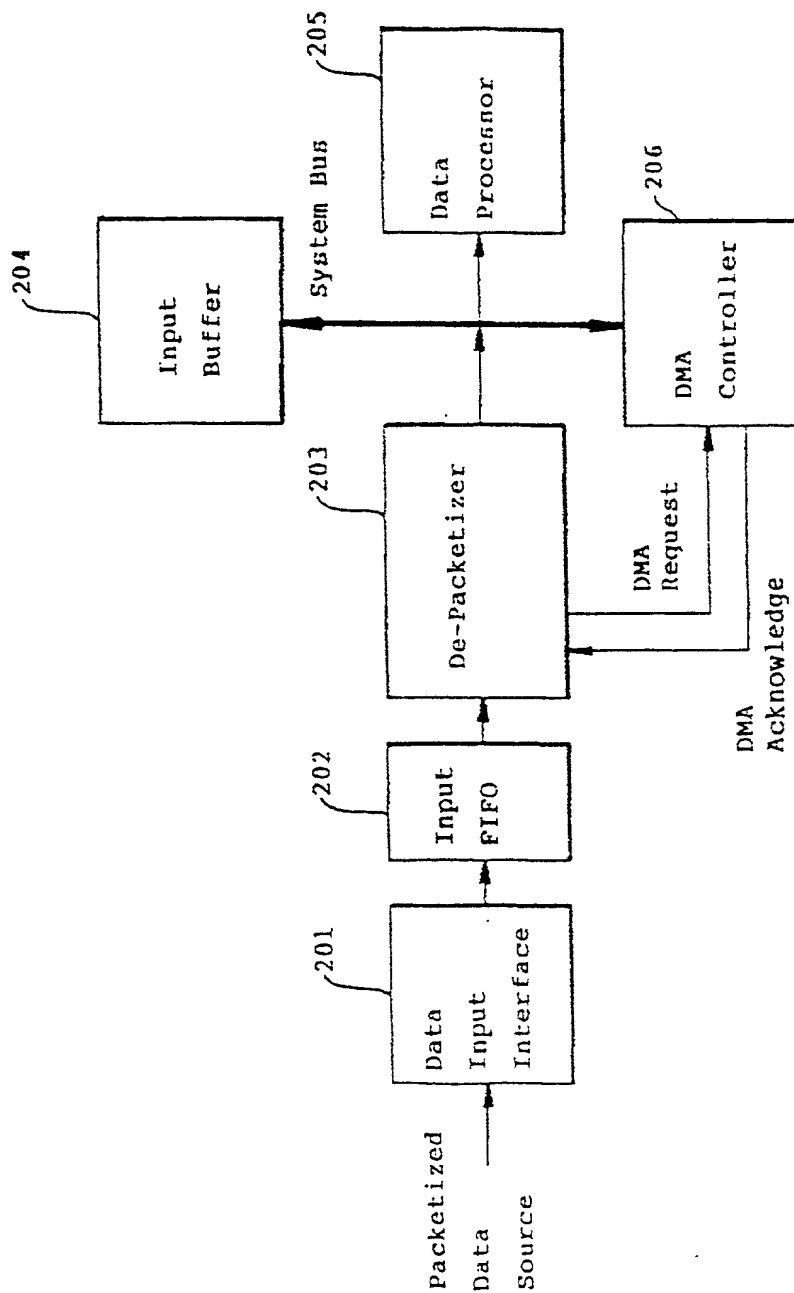 Packetized
Data
Source
201
Data
Input
Interface
202
Input
FIFO
203
De-Packetizer
204
Input
Buffer
System Bus
205
Data
Processor
206
DMA
Controller
DMA
Request
DMA
Acknowledge